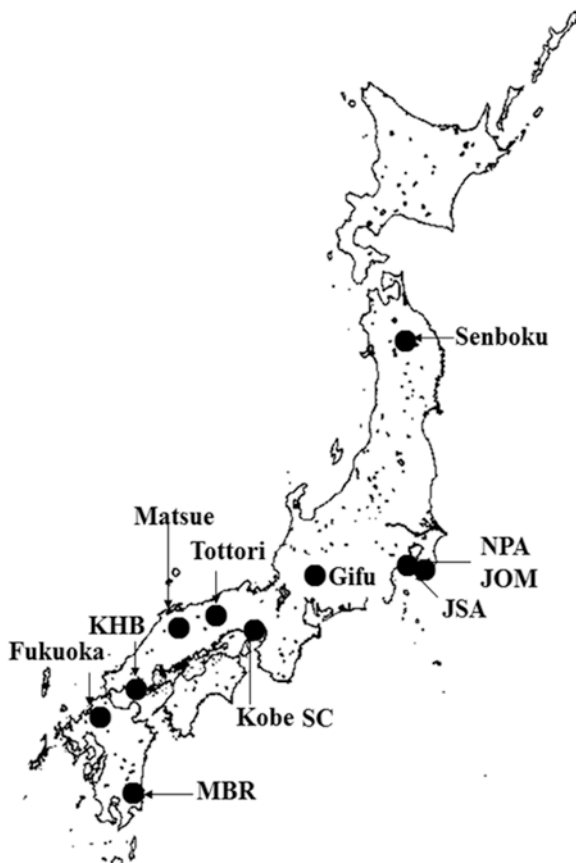 Senboku
Matsue
Tottori
NPA
Gifu
JOM
JSA
KHB
Fukuoka
Kobe SC
MBR